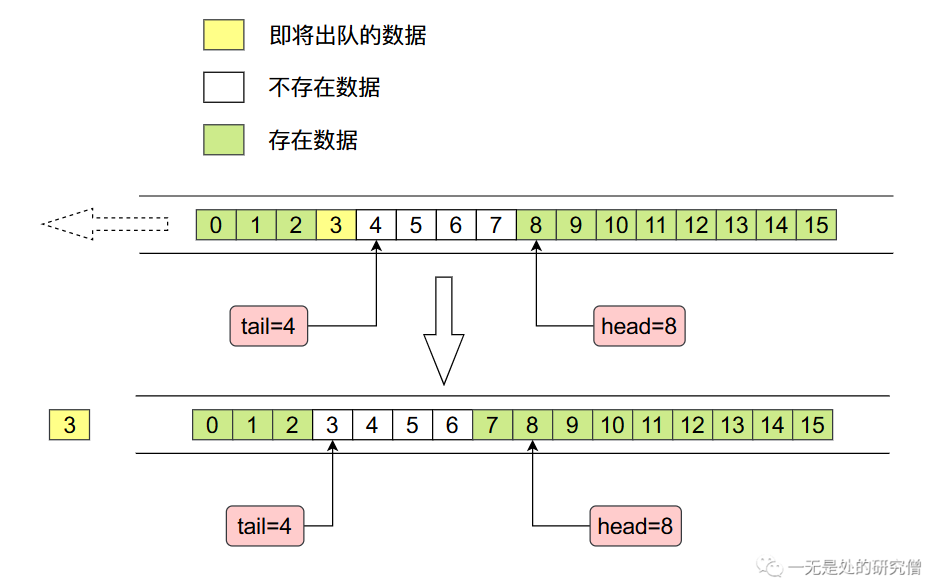 即将出队的数据
不存在数据
存在数据
0 1 2 3 4 5 6 7 8 9 10 11 12 13 14 15
tail=4 head=8
3 0 1 2 3 4 5 6 7 8 9 10 11 12 13 14 15
tail=4 head=8
一无是处的研究僧